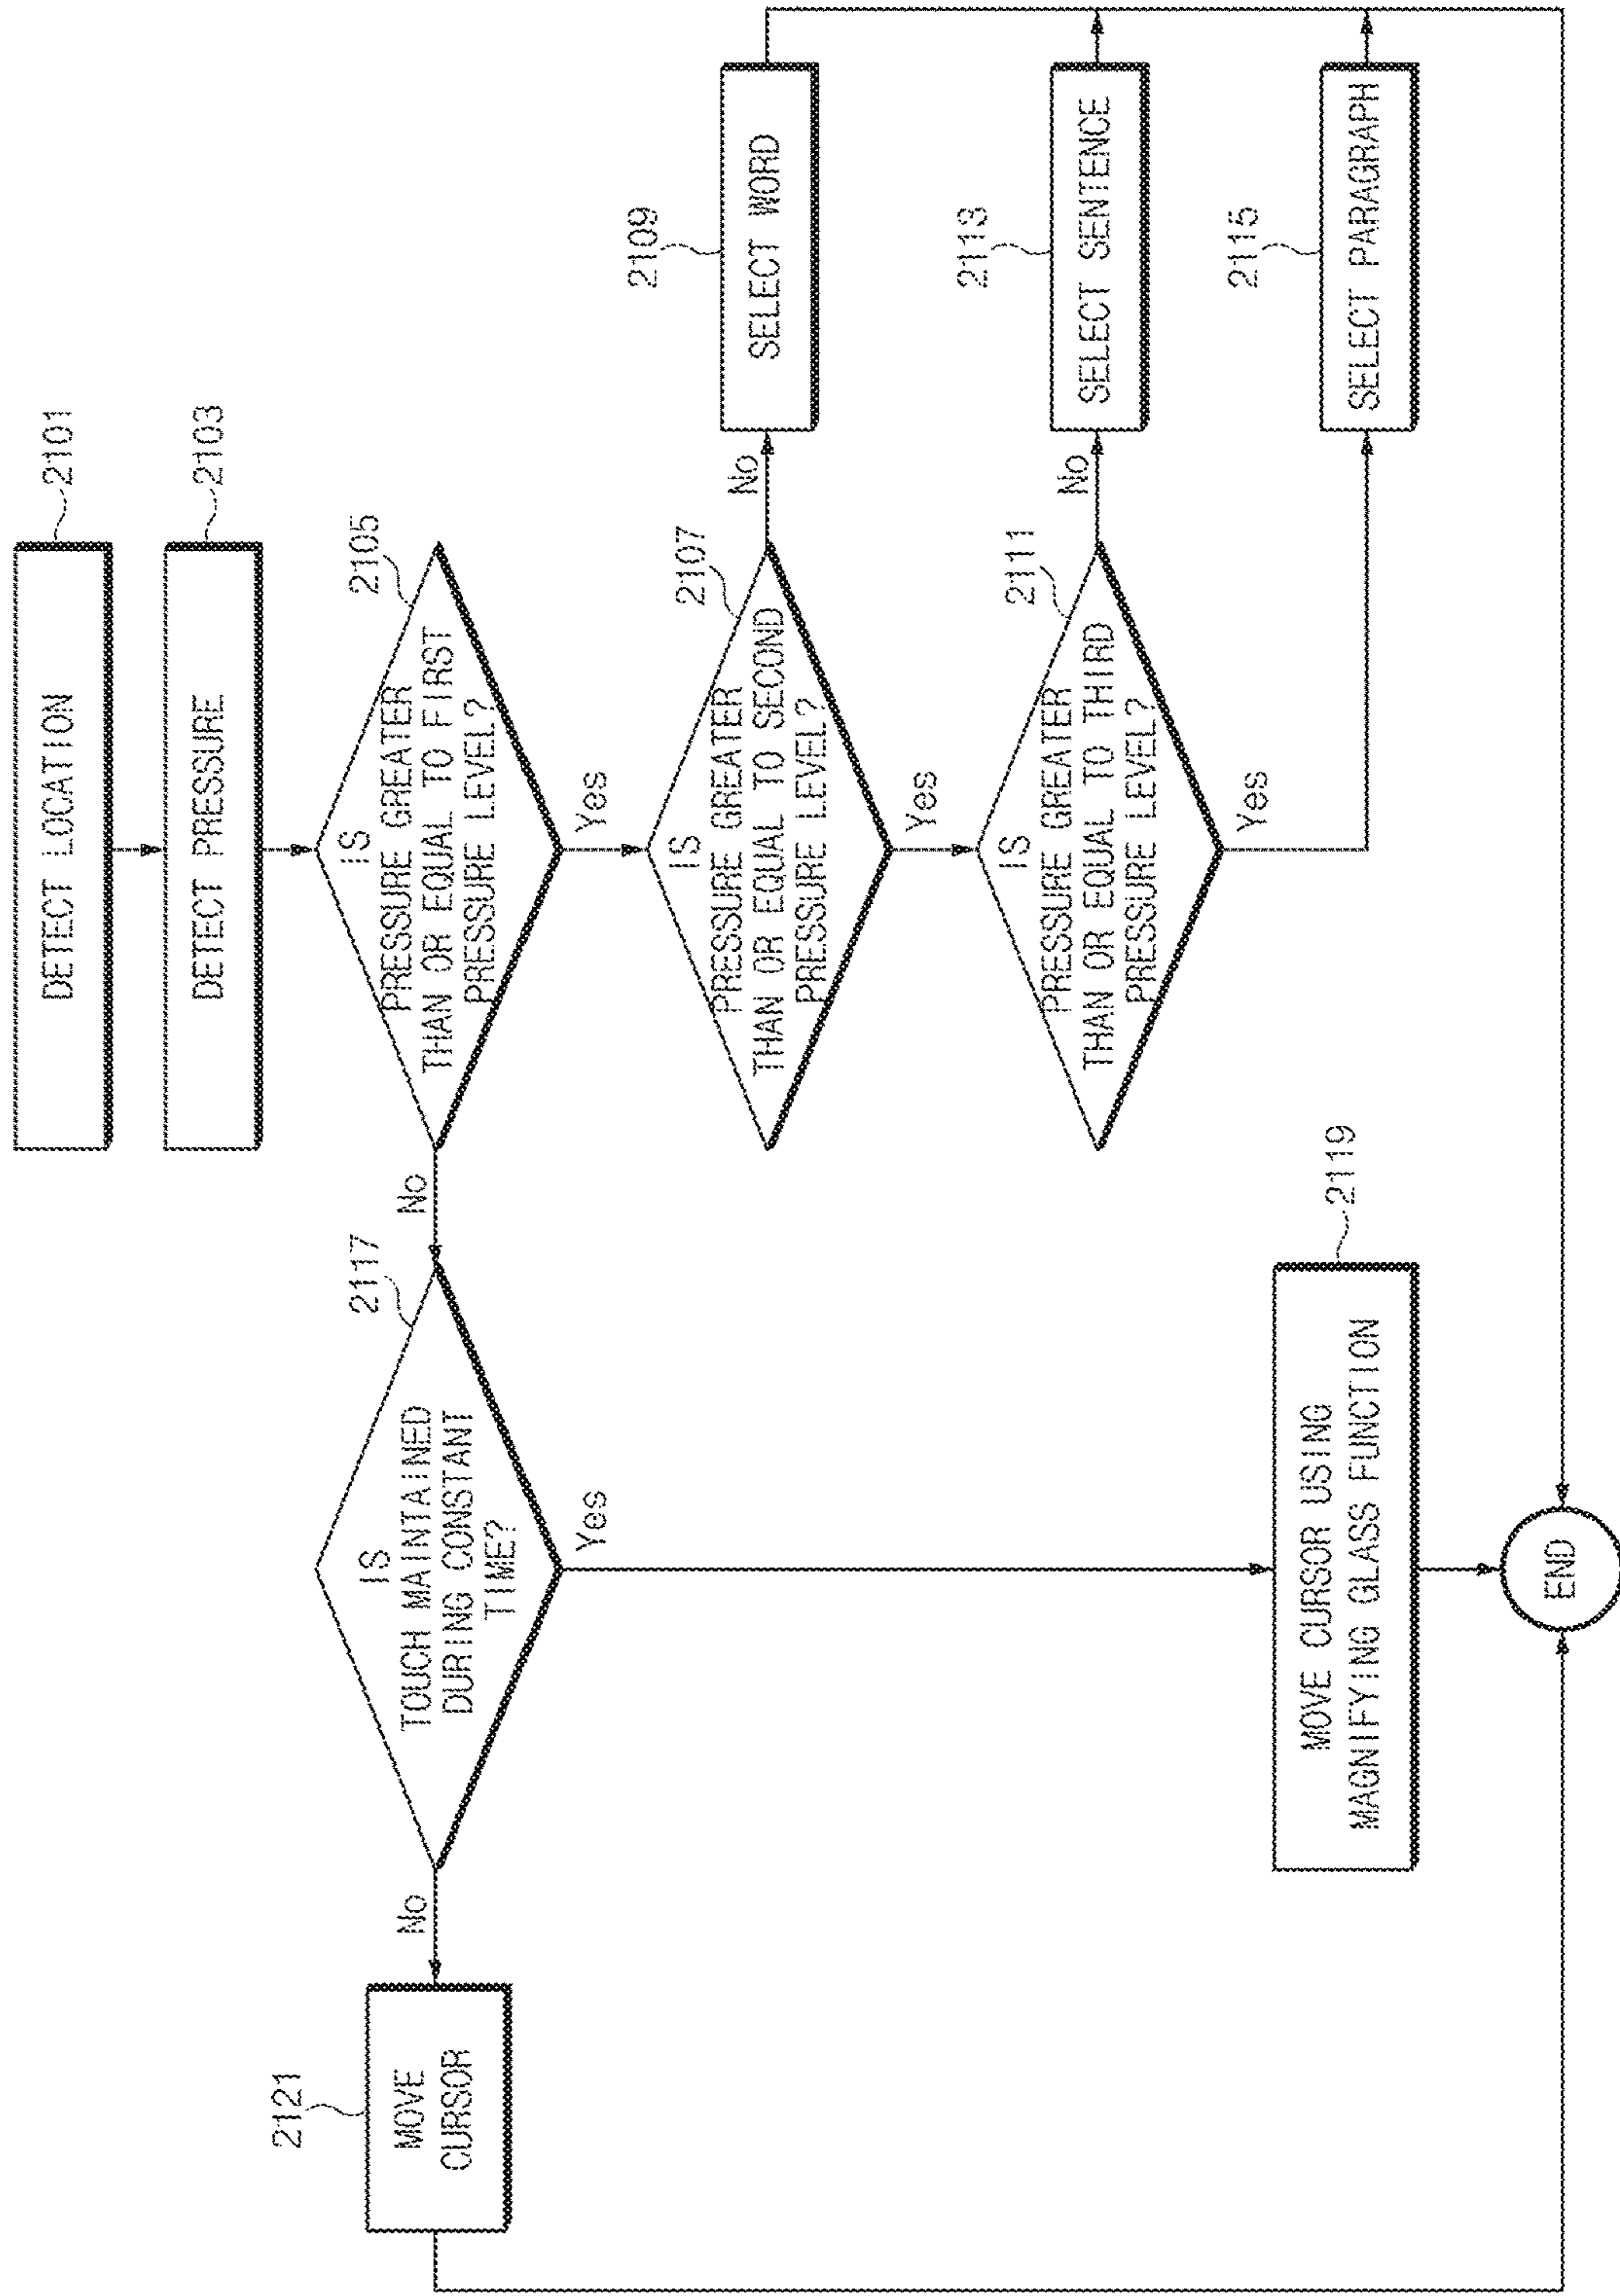 DETECT LOCATION
2101
DETECT PRESSURE
2103
2105
IS
PRESSURE GREATER
THAN OR EQUAL TO FIRST
PRESSURE LEVEL?
Yes
No
2107
IS
PRESSURE GREATER
THAN OR EQUAL TO SECOND
PRESSURE LEVEL?
Yes
No
2109
SELECT WORD
2111
IS
PRESSURE GREATER
THAN OR EQUAL TO THIRD
PRESSURE LEVEL?
Yes
No
2113
SELECT SENTENCE
2115
SELECT PARAGRAPH
2117
IS
TOUCH MAINTAINED
DURING CONSTANT
TIME?
Yes
No
2119
MOVE CURSOR USING
MAGNIFYING GLASS FUNCTION
2121
MOVE
CURSOR
END